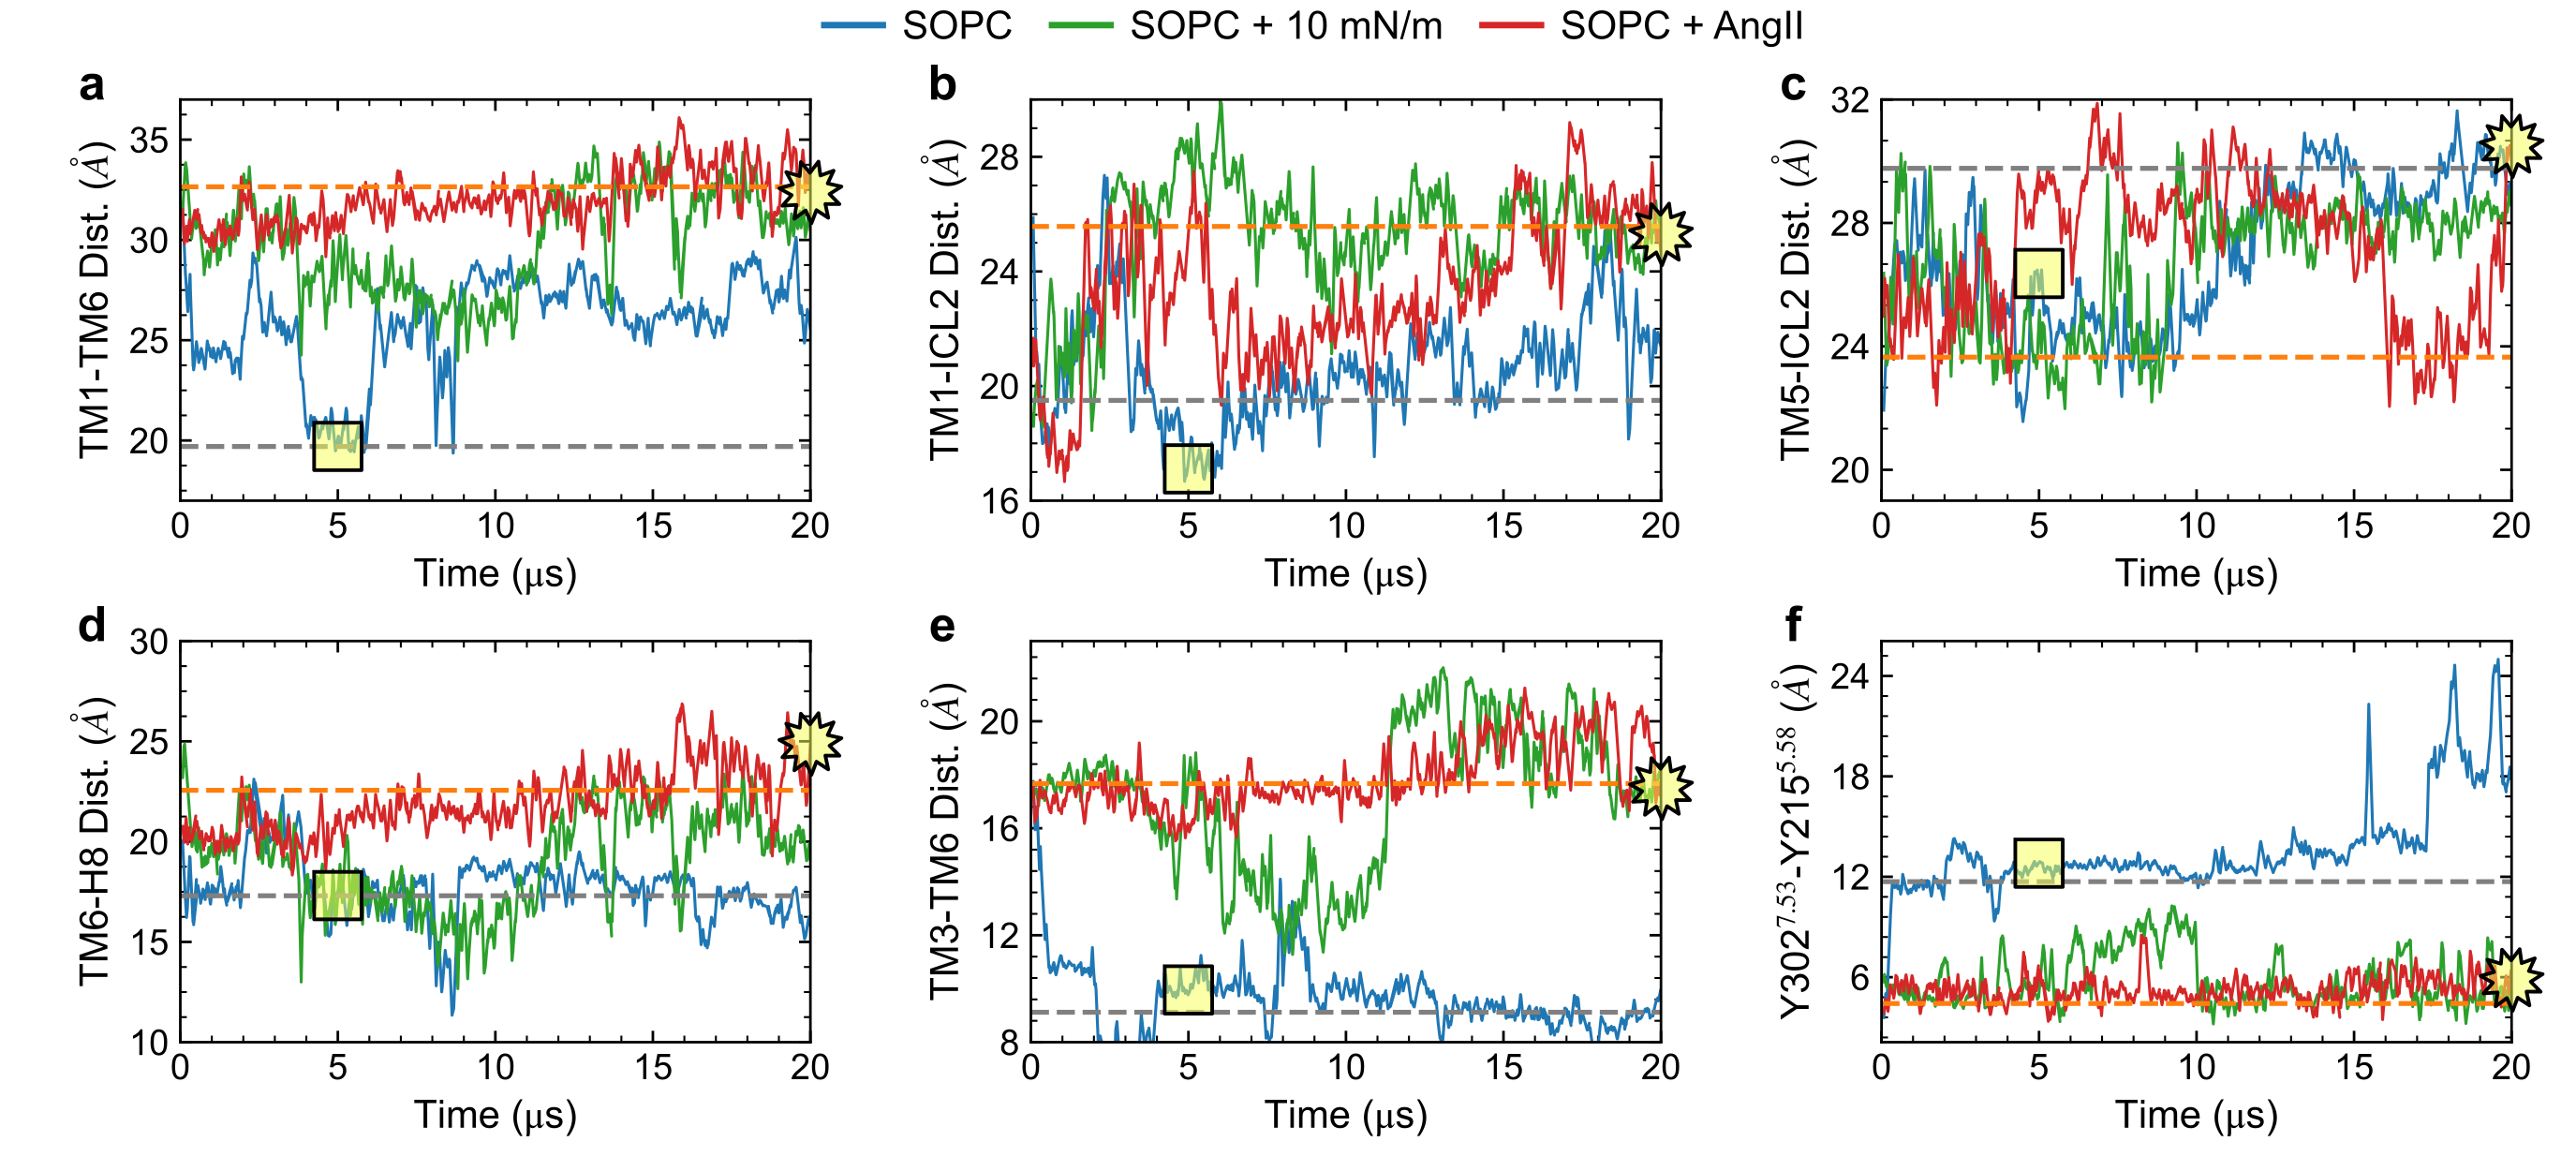 SOPC SOPC + 10 mN/m SOPC + AngII
a
TM1-TM6 Dist. (Å)
35
30
25
20
0 5 10 15 20
Time (μs)
b
TM1-ICL2 Dist. (Å)
28
24
20
16
0 5 10 15 20
Time (μs)
c
TM5-ICL2 Dist. (Å)
32
28
24
20
0 5 10 15 20
Time (μs)
d
TM6-H8 Dist. (Å)
30
25
20
15
10
0 5 10 15 20
Time (μs)
e
TM3-TM6 Dist. (Å)
20
16
12
8
0 5 10 15 20
Time (μs)
f
Y302^7.53-Y215^5.58 (Å)
24
18
12
6
0 5 10 15 20
Time (μs)